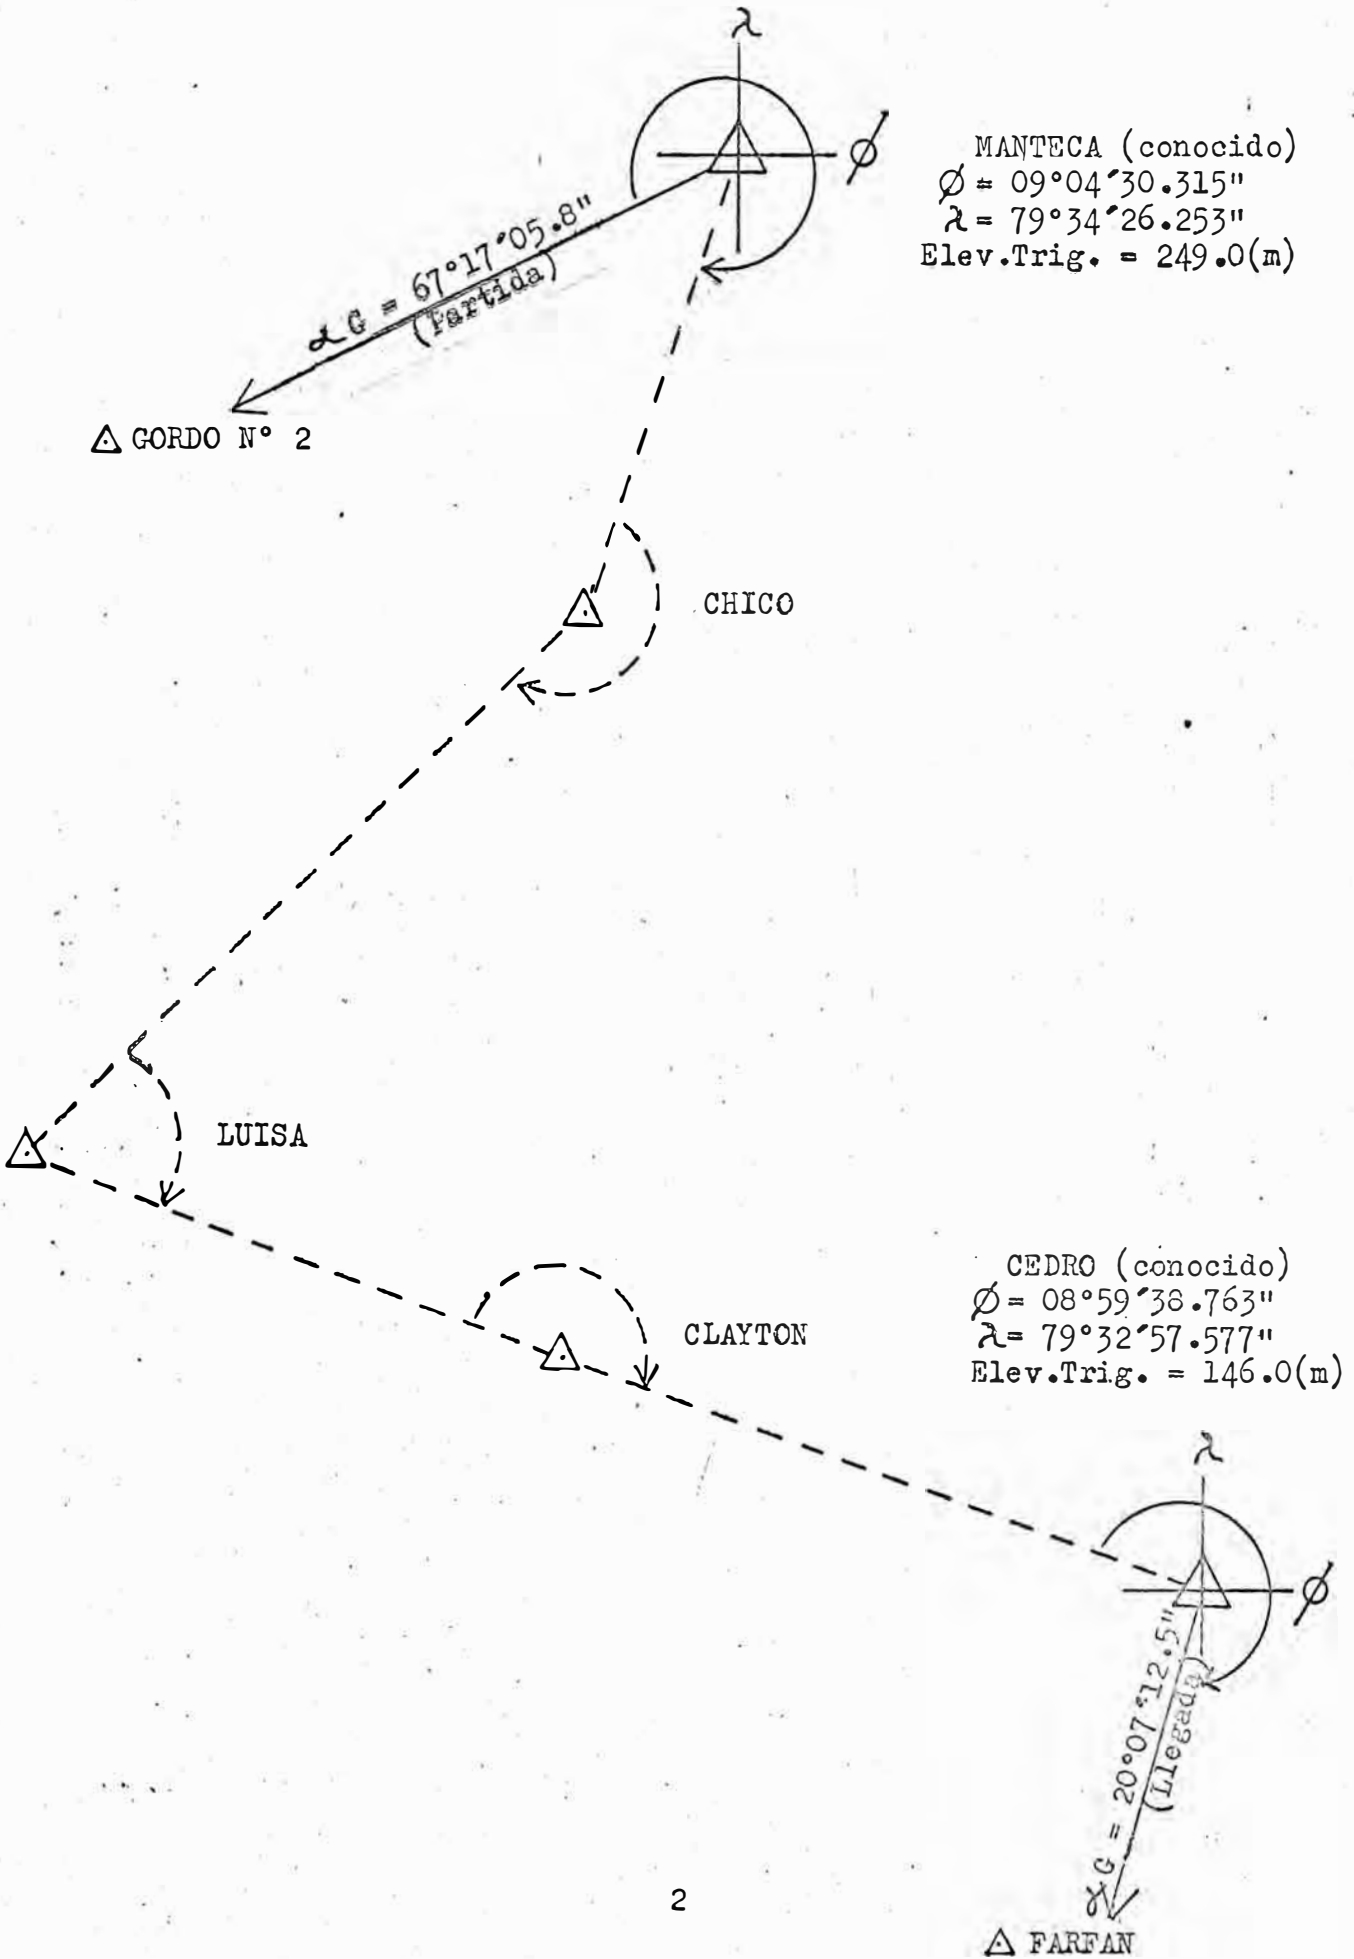 λ
Ø
MANTECA (conocido)
Ø = 09°04´30.315"
λ = 79°34´26.253"
Elev.Trig. = 249.0(m)
α G = 67°17´05.8"
(Partida)
△ GORDO N° 2
CHICO
LUISA
CLAYTON
CEDRO (conocido)
Ø = 08°59´38.763"
λ = 79°32´57.577"
Elev.Trig. = 146.0(m)
λ
Ø
α G = 20°07´12.5"
(Llegada)
2
△ FARFAN